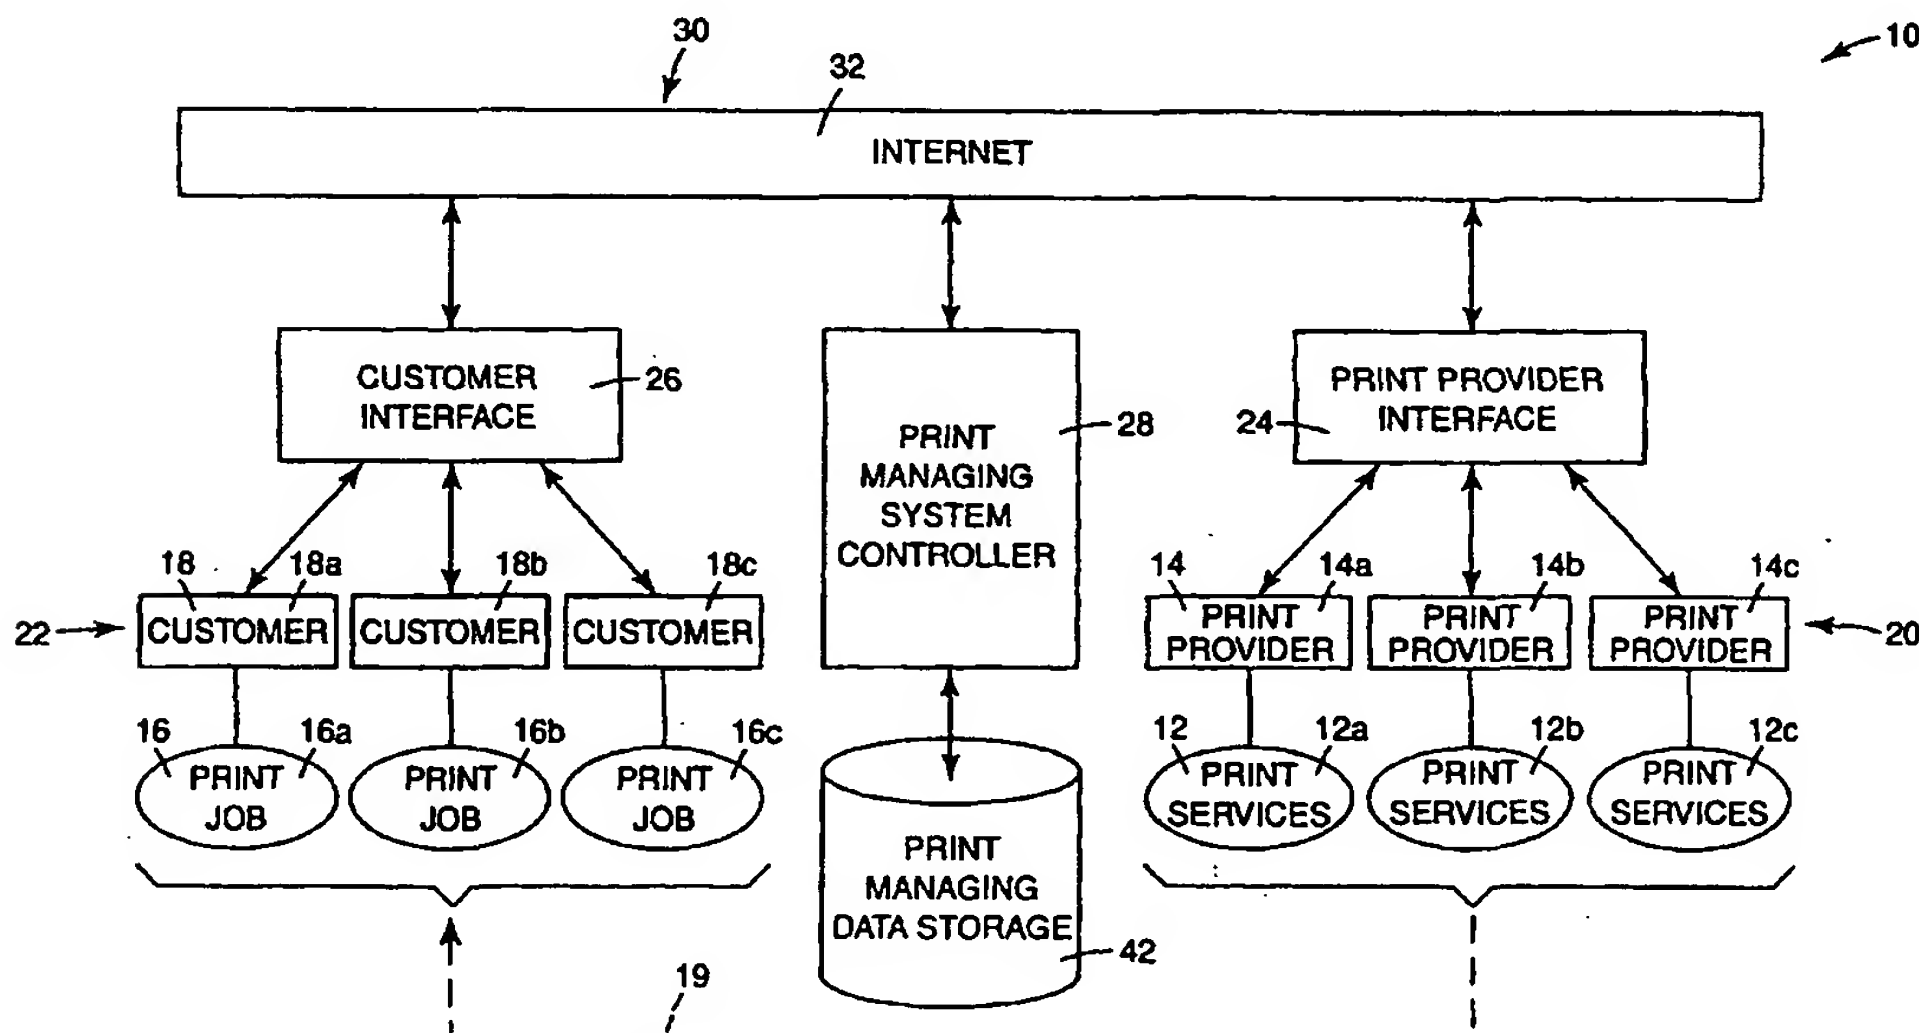 30
10
32
INTERNET
CUSTOMER
INTERFACE
26
PRINT
MANAGING
SYSTEM
CONTROLLER
28
PRINT PROVIDER
INTERFACE
24
18
18a
18b
18c
14
14a
14b
14c
22
CUSTOMER
CUSTOMER
CUSTOMER
PRINT
PROVIDER
PRINT
PROVIDER
PRINT
PROVIDER
20
16
16a
16b
16c
12
12a
12b
12c
PRINT
JOB
PRINT
JOB
PRINT
JOB
PRINT
SERVICES
PRINT
SERVICES
PRINT
SERVICES
PRINT
MANAGING
DATA STORAGE
42
19